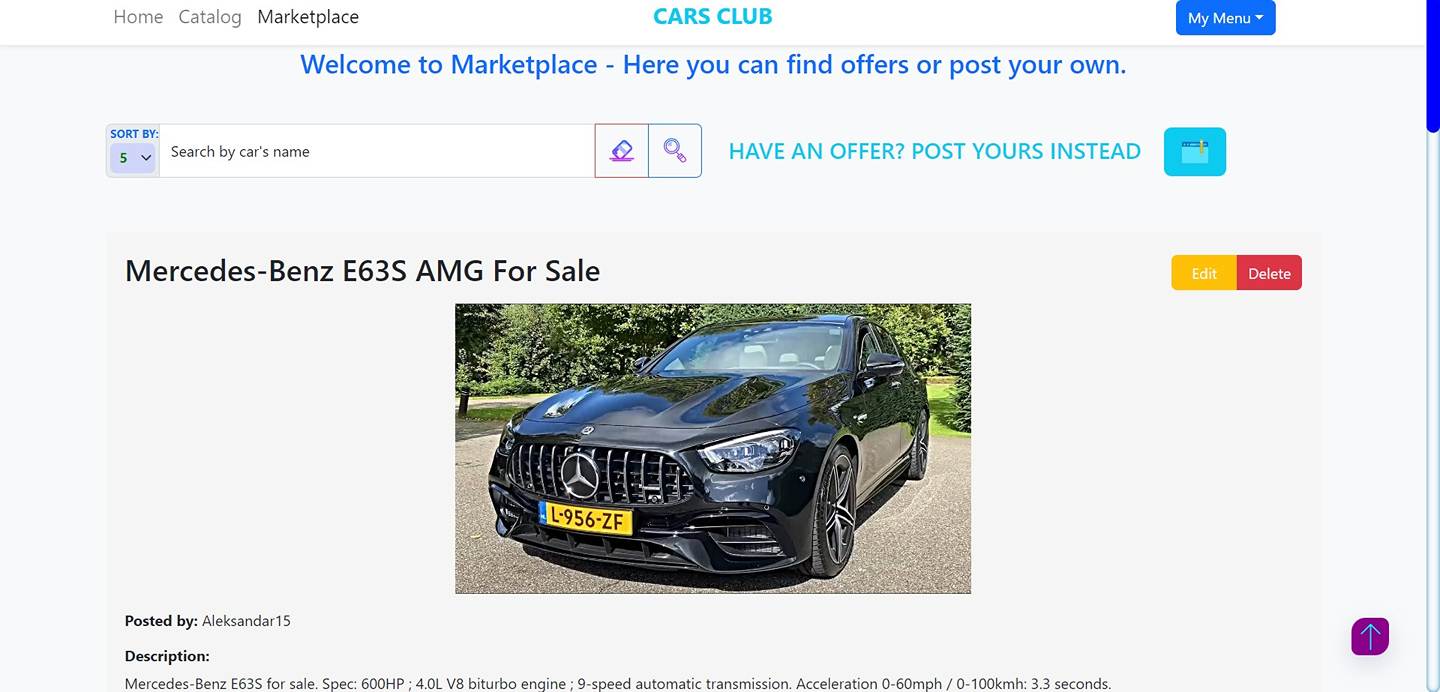 Home Catalog Marketplace CARS CLUB My Menu
Welcome to Marketplace - Here you can find offers or post your own.
SORT BY:
5 Search by car's name HAVE AN OFFER? POST YOURS INSTEAD
Mercedes-Benz E63S AMG For Sale Edit Delete
L-956-ZF
Posted by: Aleksandar15
Description:
Mercedes-Benz E63S for sale. Spec: 600HP ; 4.0L V8 biturbo engine ; 9-speed automatic transmission. Acceleration 0-60mph / 0-100kmh: 3.3 seconds.